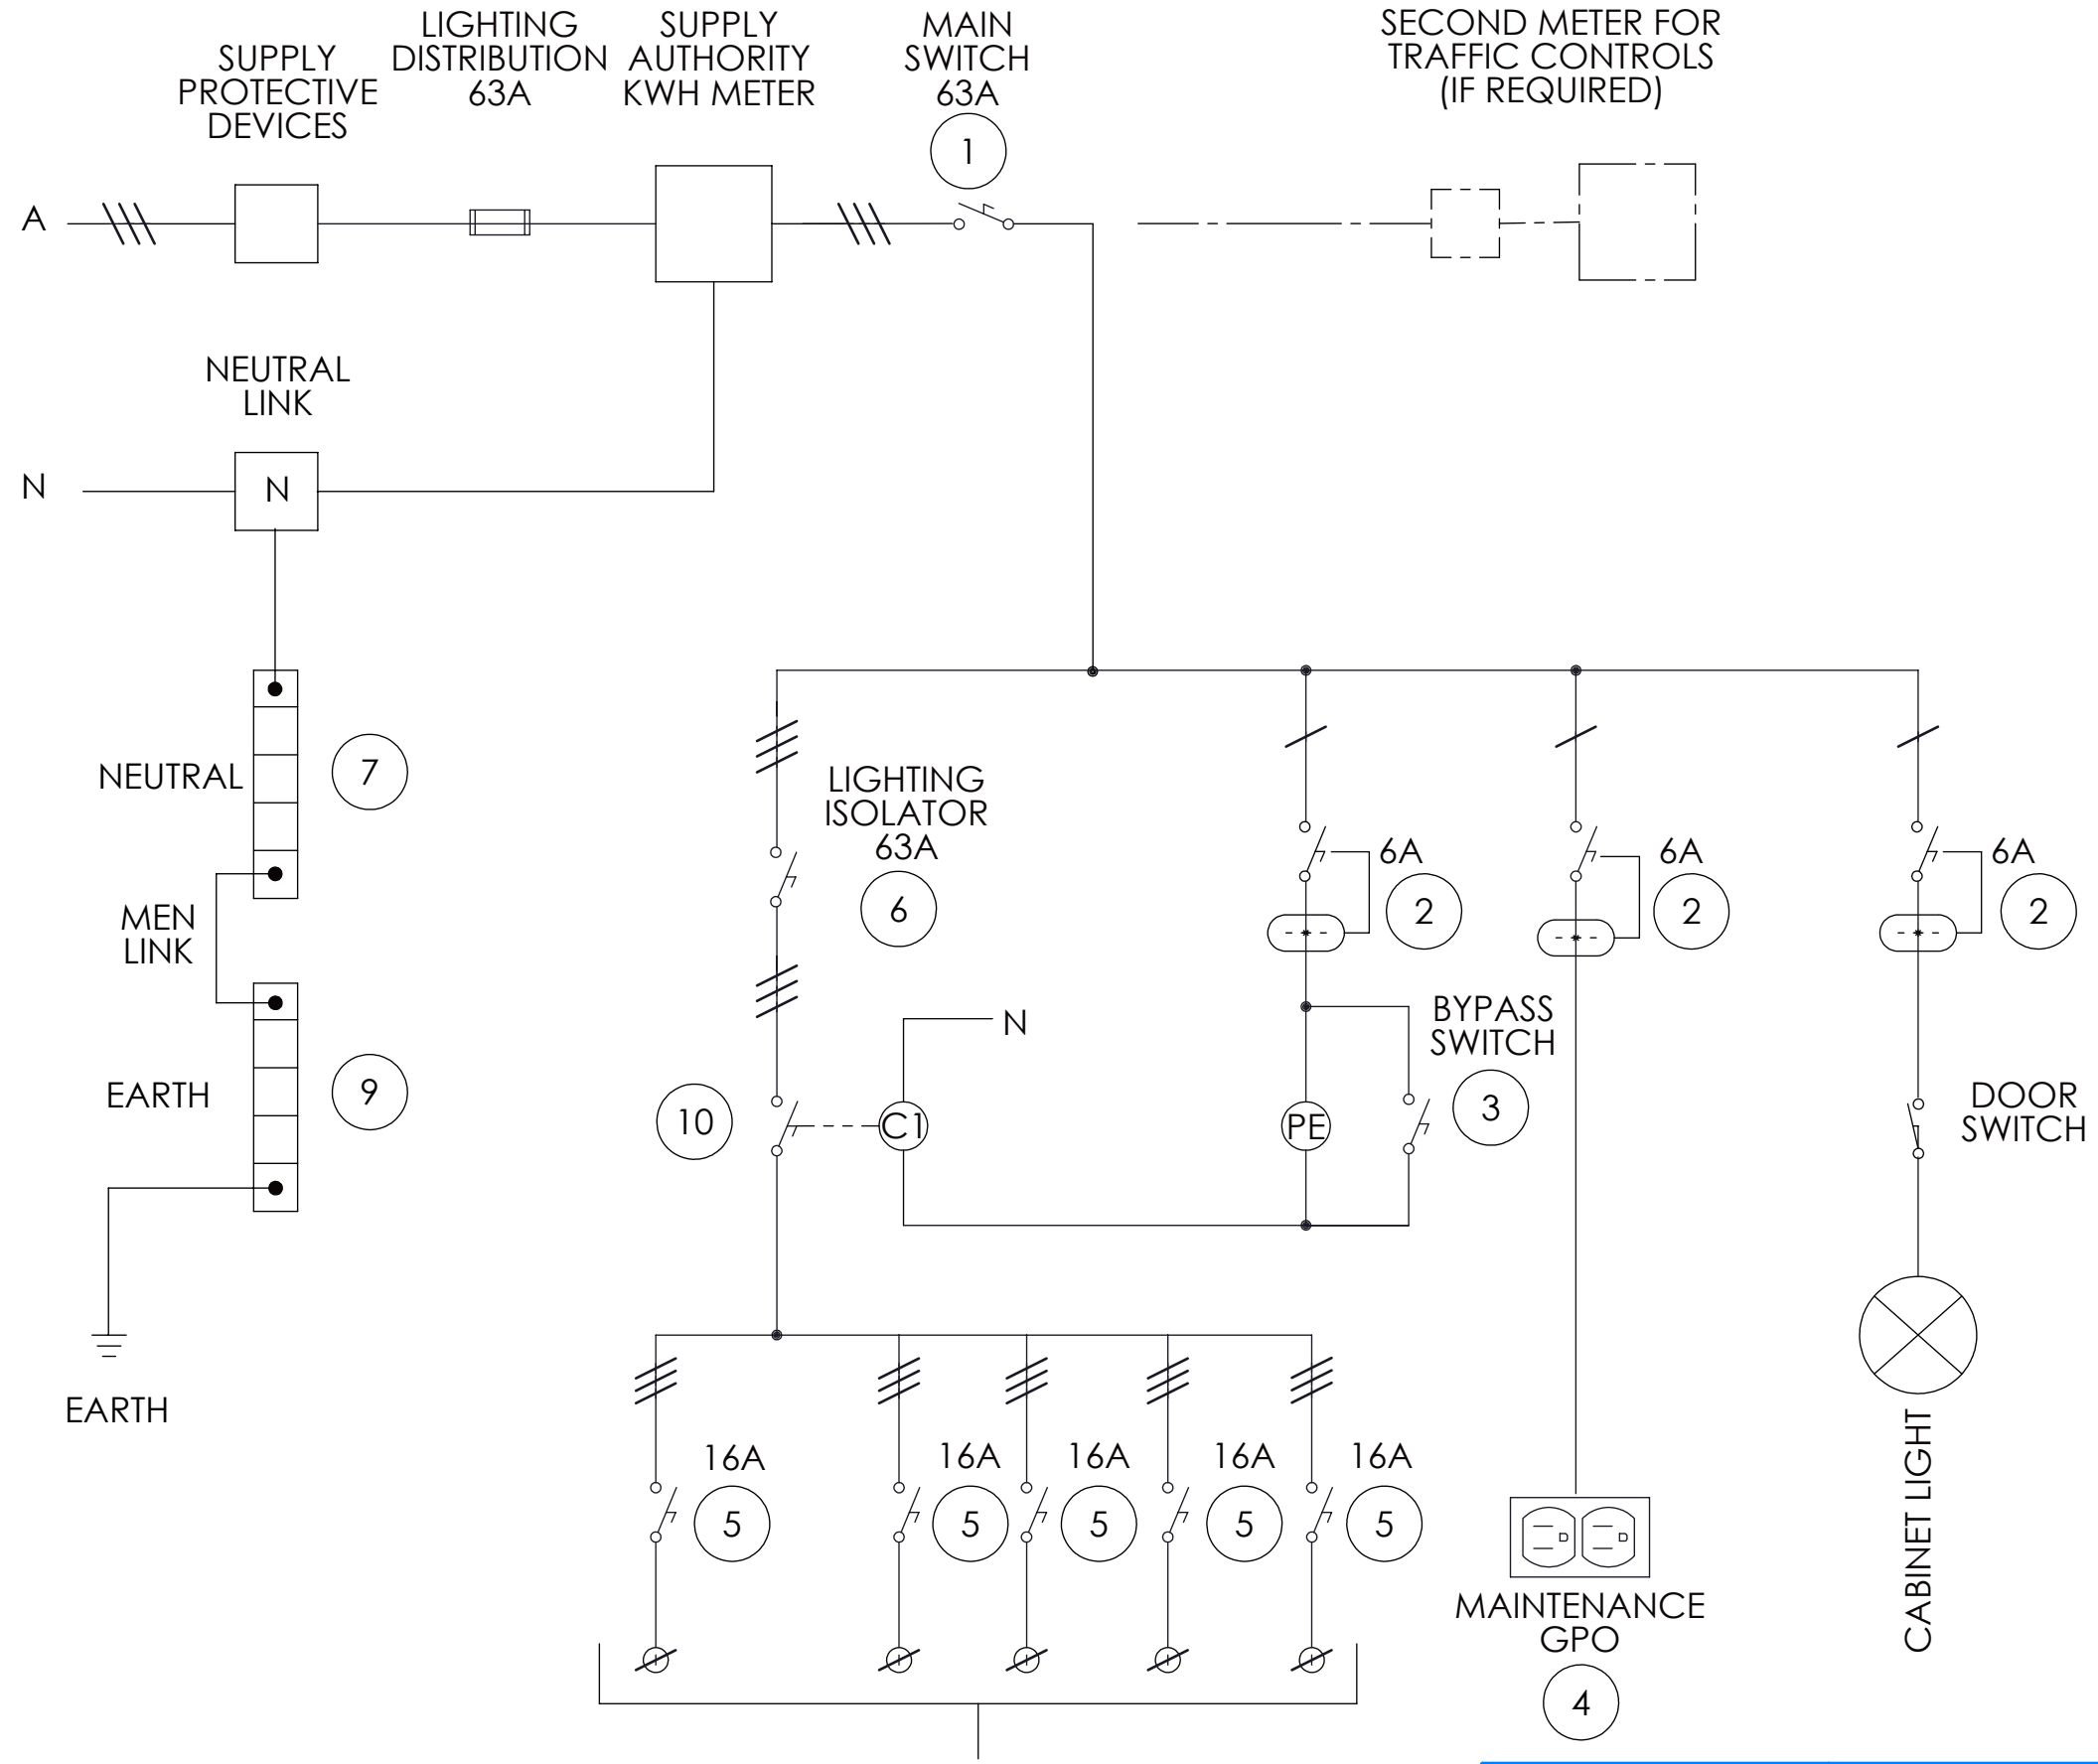 SUPPLY
PROTECTIVE
DEVICES
LIGHTING
DISTRIBUTION
63A
SUPPLY
AUTHORITY
KWH METER
MAIN
SWITCH
63A
1
SECOND METER FOR
TRAFFIC CONTROLS
(IF REQUIRED)
A
NEUTRAL
LINK
N
N
NEUTRAL
7
MEN
LINK
EARTH
9
EARTH
LIGHTING
ISOLATOR
63A
6
6A
2
6A
2
6A
2
N
BYPASS
SWITCH
3
10
C1
PE
DOOR
SWITCH
16A
5
16A
5
16A
5
16A
5
16A
5
MAINTENANCE
GPO
4
CABINET LIGHT